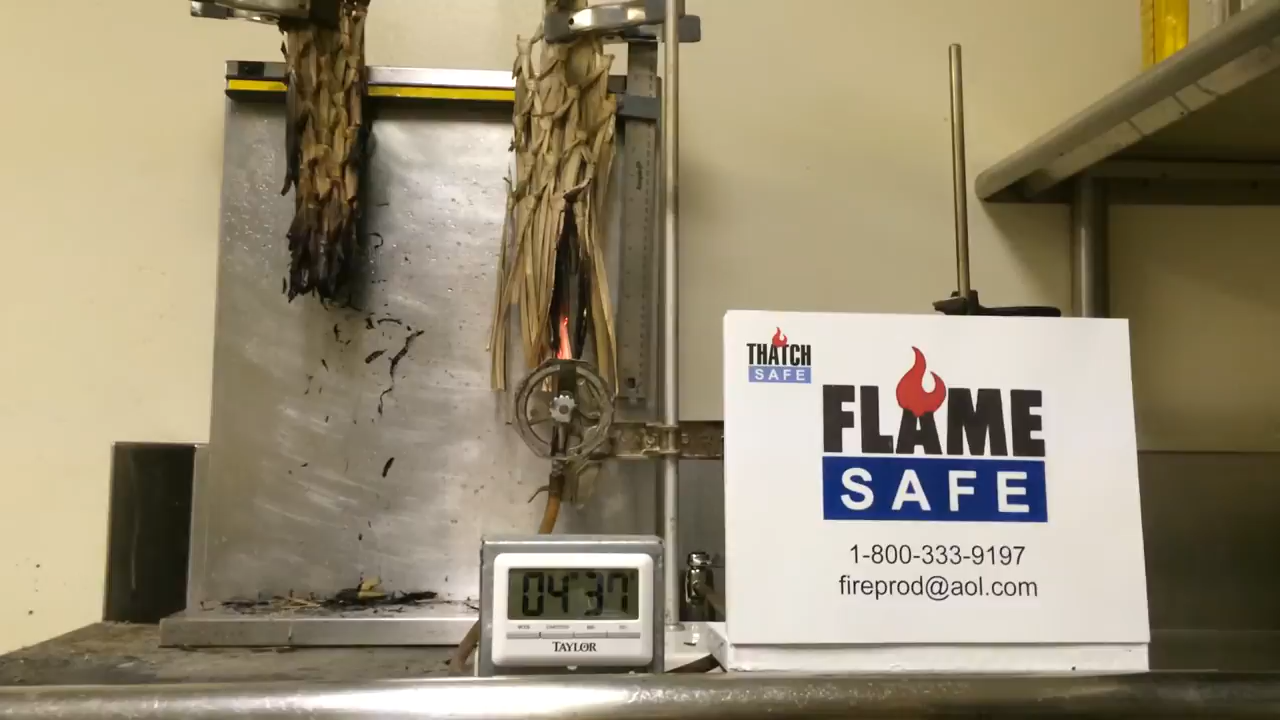 THATCH
SAFE
FLAME
SAFE
1-800-333-9197
fireprod@aol.com
04'37"
TAYLOR